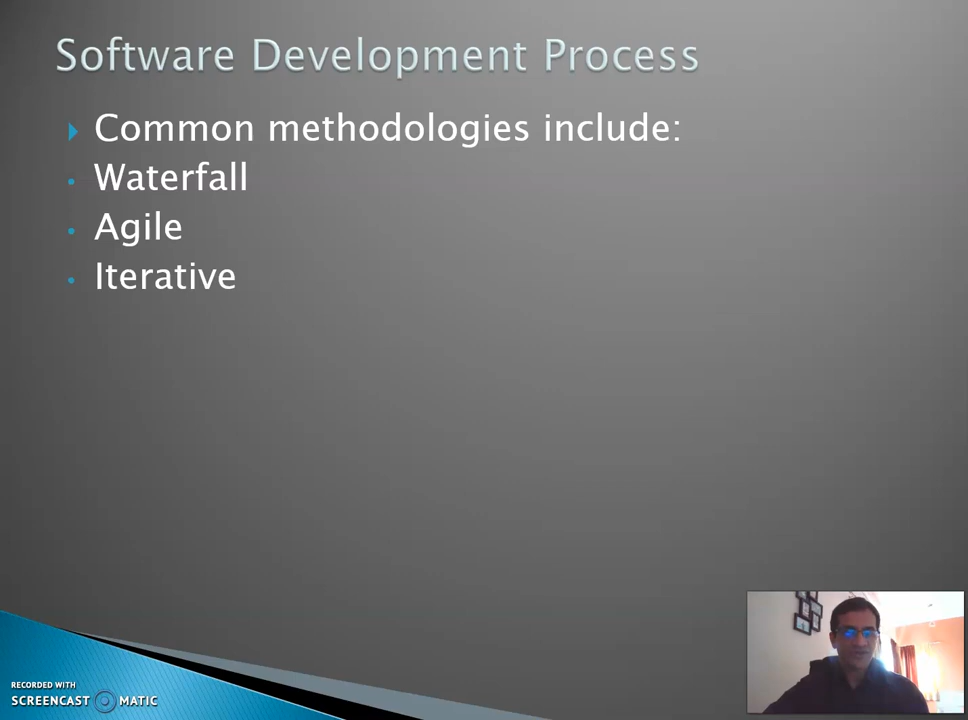 Software Development Process
Common methodologies include:
Waterfall
Agile
Iterative
RECORDED WITH
SCREENCAST MATIC